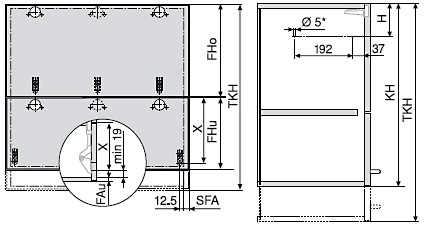 FHo
TKH
X
FHu
X
min 19
FAu
12.5
SFA
Ø 5*
H
192
37
KH
TKH